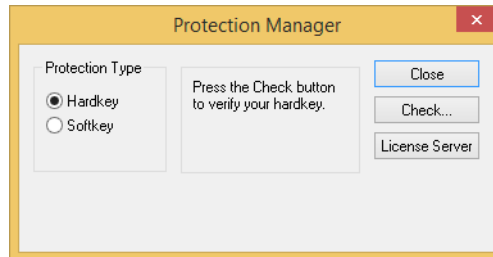 Protection Manager
Protection Type
Hardkey
Softkey
Press the Check button
to verify your hardkey.
Close
Check...
License Server